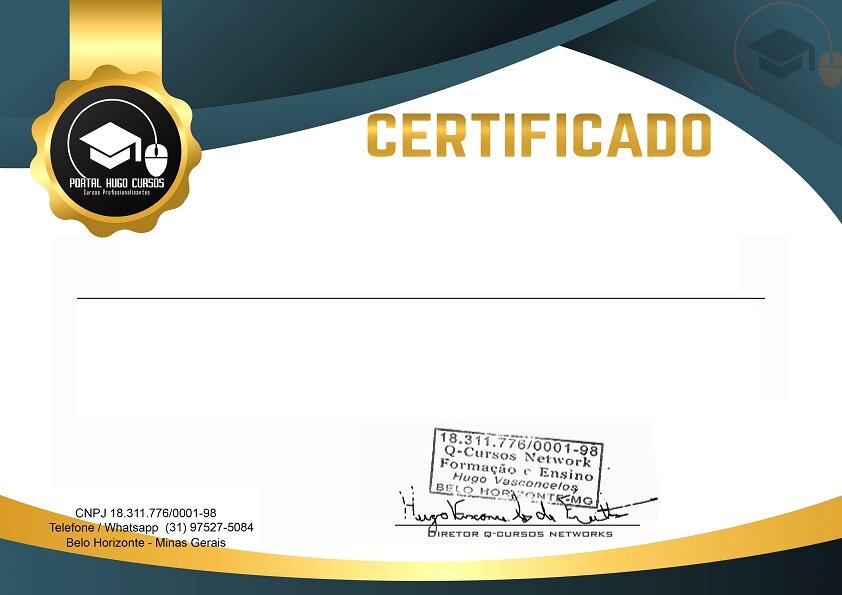 CERTIFICADO
PORTAL HUGO CURSOS
Cursos Profissionalizantes
18.311.776/0001-98
Q-Cursos Network
Formação e Ensino
Hugo Vasconcelos
BELO HORIZONTE-MG
Hugo Vasconcelos de Freitas
DIRETOR Q-CURSOS NETWORKS
CNPJ 18.311.776/0001-98
Telefone / Whatsapp (31) 97527-5084
Belo Horizonte - Minas Gerais